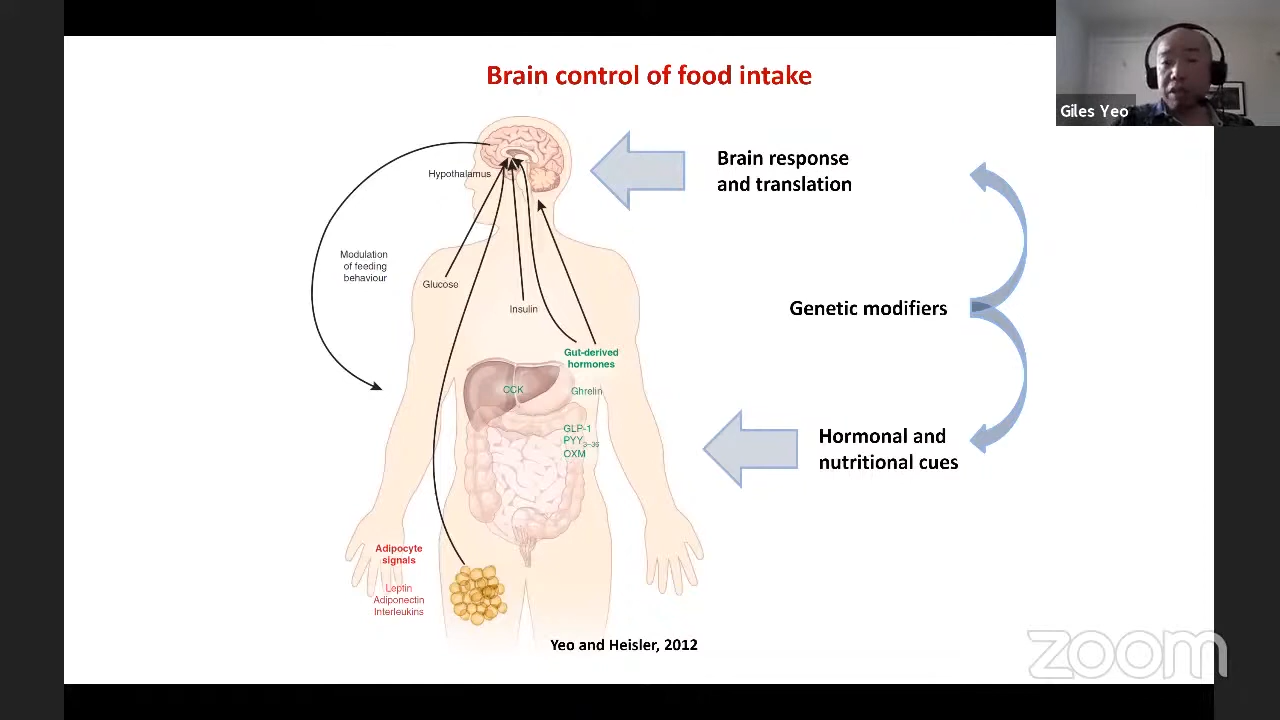 Brain control of food intake
Giles Yeo
Hypothalamus
Brain response
and translation
Modulation
of feeding
behaviour
Glucose
Insulin
Genetic modifiers
Gut-derived
hormones
CCK
Ghrelin
GLP-1
PYY3–36
OXM
Hormonal and
nutritional cues
Adipocyte
signals
Leptin
Adiponectin
Interleukins
Yeo and Heisler, 2012
zoom